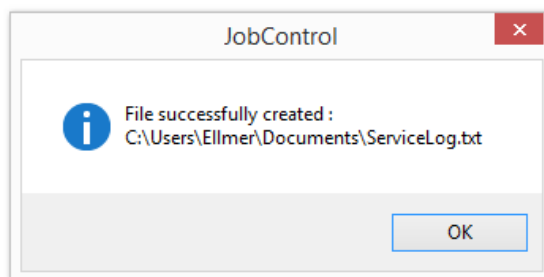 JobControl
File successfully created :
C:\Users\Ellmer\Documents\ServiceLog.txt
OK